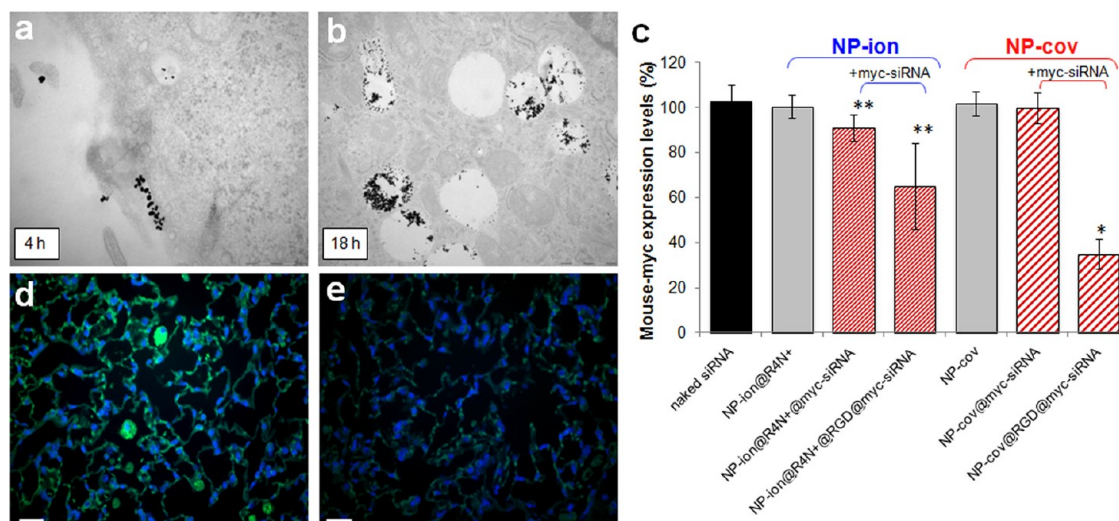 a
4 h
b
18 h
c
NP-ion
NP-cov
+myc-siRNA
+myc-siRNA
Mouse-myc expression levels (%)
120
100
80
60
40
20
0
**
**
*
naked siRNA
NP-ion@R4N+
NP-ion@R4N+@myc-siRNA
NP-ion@R4N+@RGD@myc-siRNA
NP-cov
NP-cov@myc-siRNA
NP-cov@RGD@myc-siRNA
d
e